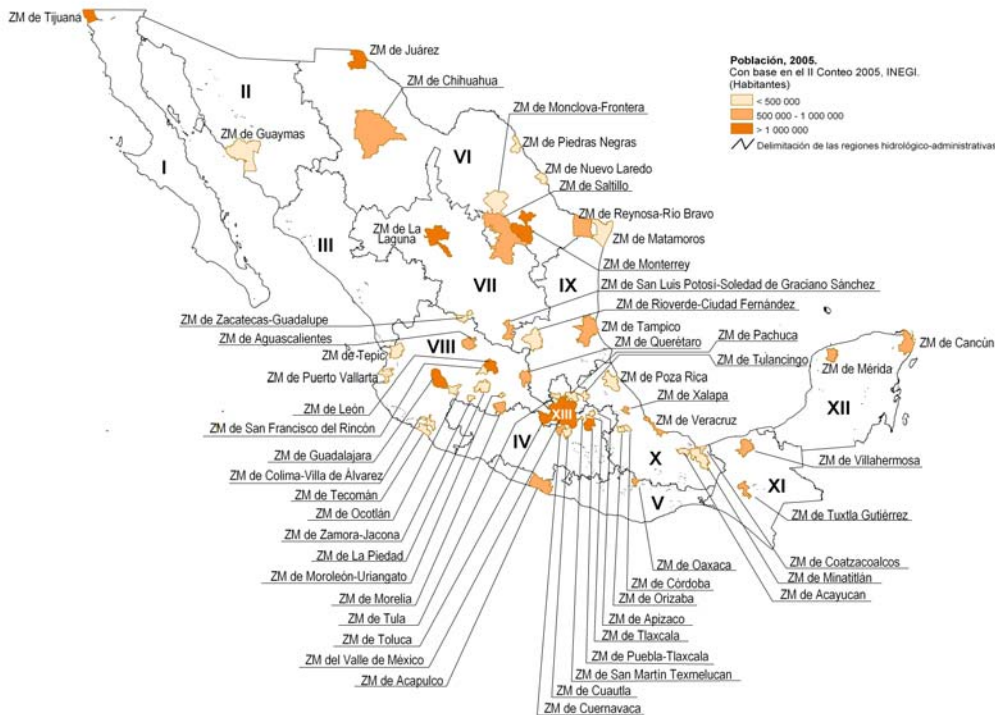 ZM de Tijuana
ZM de Juárez
ZM de Chihuahua
II
ZM de Monclova-Frontera
ZM de Guaymas
ZM de Piedras Negras
I
VI
ZM de Nuevo Laredo
ZM de Saltillo
Población, 2005.
Con base en el II Conteo 2005, INEGI.
(Habitantes)
< 500 000
500 000 - 1 000 000
> 1 000 000
Delimitación de las regiones hidrológico-administrativas
ZM de Reynosa-Río Bravo
ZM de La
Laguna
III
ZM de Matamoros
ZM de Monterrey
VII
IX
ZM de San Luis Potosí-Soledad de Graciano Sánchez
ZM de Rioverde-Ciudad Fernández
ZM de Zacatecas-Guadalupe
ZM de Tampico
ZM de Pachuca
ZM de Aguascalientes
VIII
ZM de Querétaro
ZM de Cancún
ZM de Tepic
ZM de Tulancingo
ZM de Mérida
ZM de Puerto Vallarta
ZM de Poza Rica
ZM de León
ZM de Xalapa
XII
ZM de San Francisco del Rincón
XIII
ZM de Veracruz
ZM de Guadalajara
IV
X
ZM de Villahermosa
ZM de Colima-Villa de Álvarez
XI
ZM de Tecomán
V
ZM de Ocotlán
ZM de Tuxtla Gutiérrez
ZM de Zamora-Jacona
ZM de La Piedad
ZM de Oaxaca
ZM de Coatzacoalcos
ZM de Moroleón-Uriangato
ZM de Córdoba
ZM de Minatitlán
ZM de Morelia
ZM de Orizaba
ZM de Acayucan
ZM de Tula
ZM de Apizaco
ZM de Toluca
ZM de Tlaxcala
ZM del Valle de México
ZM de Puebla-Tlaxcala
ZM de Acapulco
ZM de San Martín Texmelucan
ZM de Cuautla
ZM de Cuernavaca